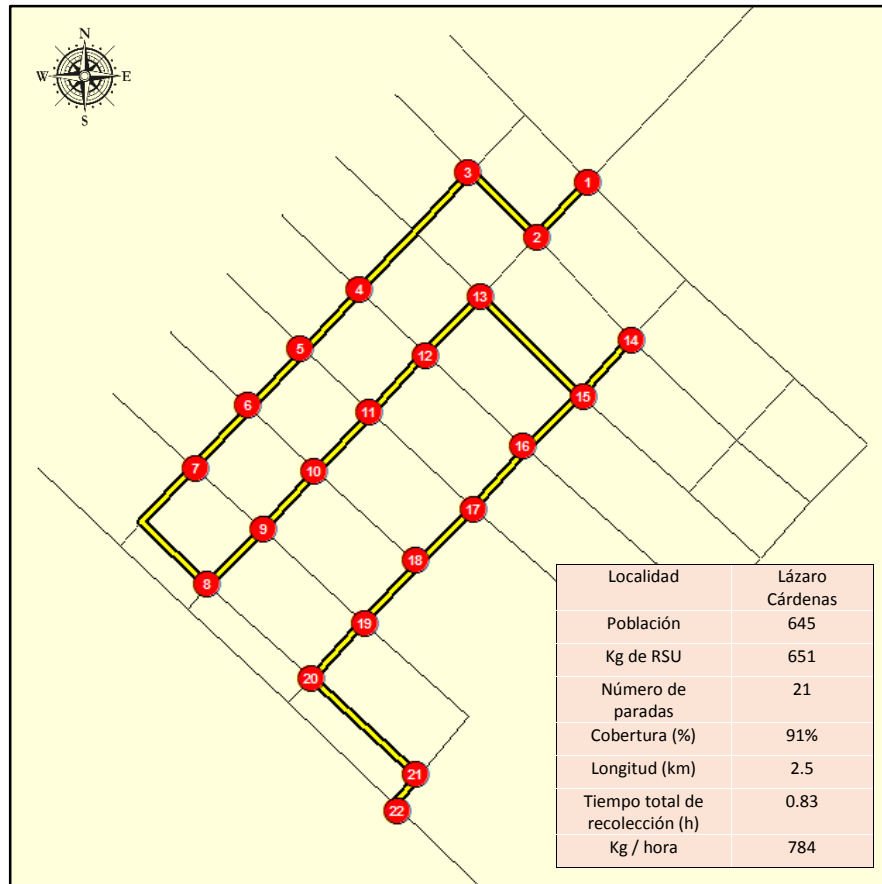 N
W E
S
3
1
2
4
13
14
5
12
15
6
11
16
7
10
17
9
18
8
19
20
21
22
Localidad Lázaro
Cárdenas
Población 645
Kg de RSU 651
Número de
paradas 21
Cobertura (%) 91%
Longitud (km) 2.5
Tiempo total de
recolección (h) 0.83
Kg / hora 784